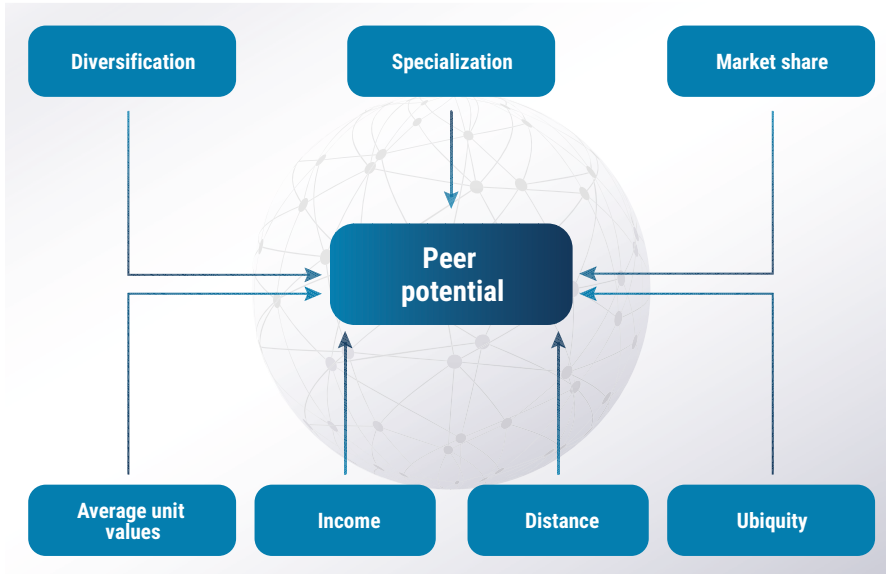 Diversification
Specialization
Market share
Peer
potential
Average unit
values
Income
Distance
Ubiquity